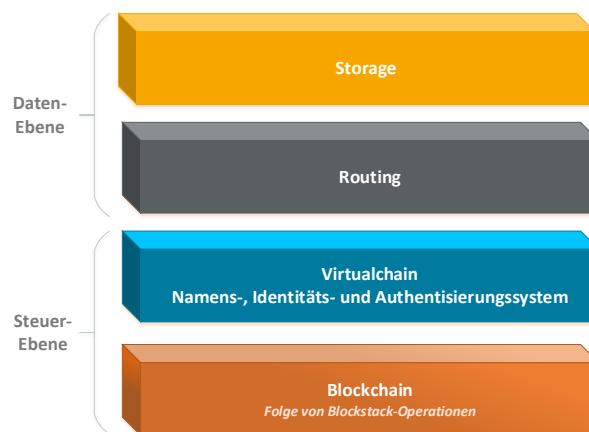 Storage
Daten-
Ebene
Routing
Virtualchain
Namens-, Identitäts- und Authentisierungssystem
Steuer-
Ebene
Blockchain
Folge von Blockstack-Operationen